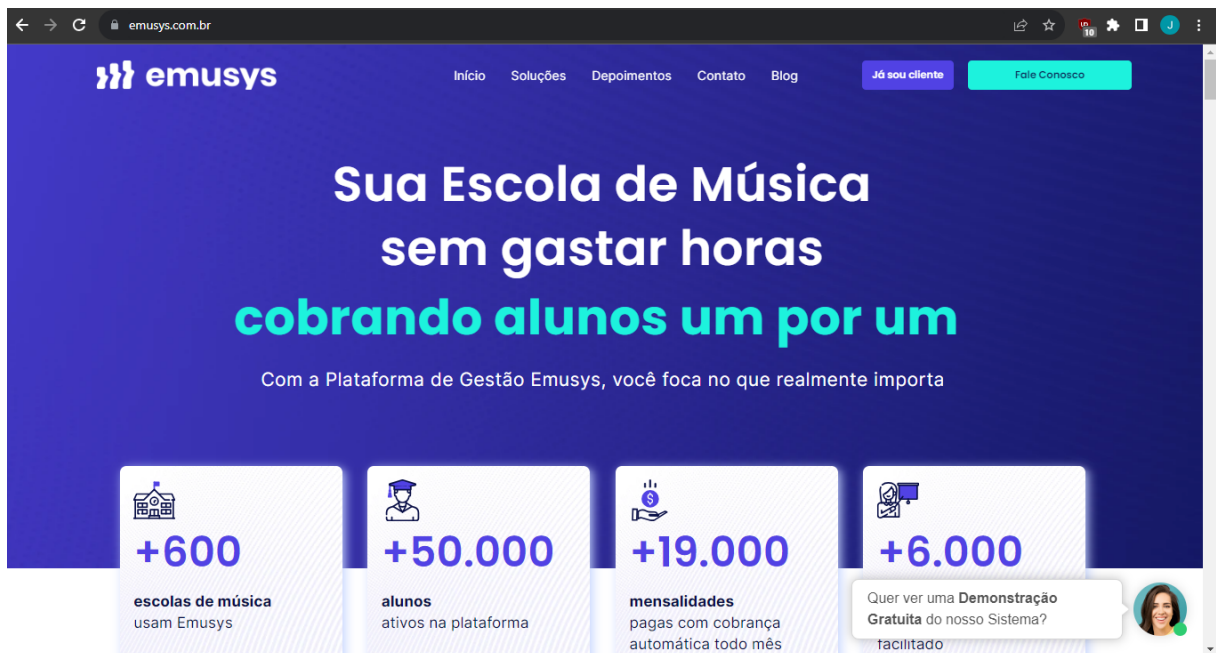 emusys.com.br
10
J
emusys
Início Soluções Depoimentos Contato Blog Já sou cliente Fale Conosco
Sua Escola de Música
sem gastar horas
cobrando alunos um por um
Com a Plataforma de Gestão Emusys, você foca no que realmente importa
+600
escolas de música
usam Emusys
+50.000
alunos
ativos na plataforma
+19.000
mensalidades
pagas com cobrança
automática todo mês
+6.000
facilitado
Quer ver uma Demonstração
Gratuita do nosso Sistema?